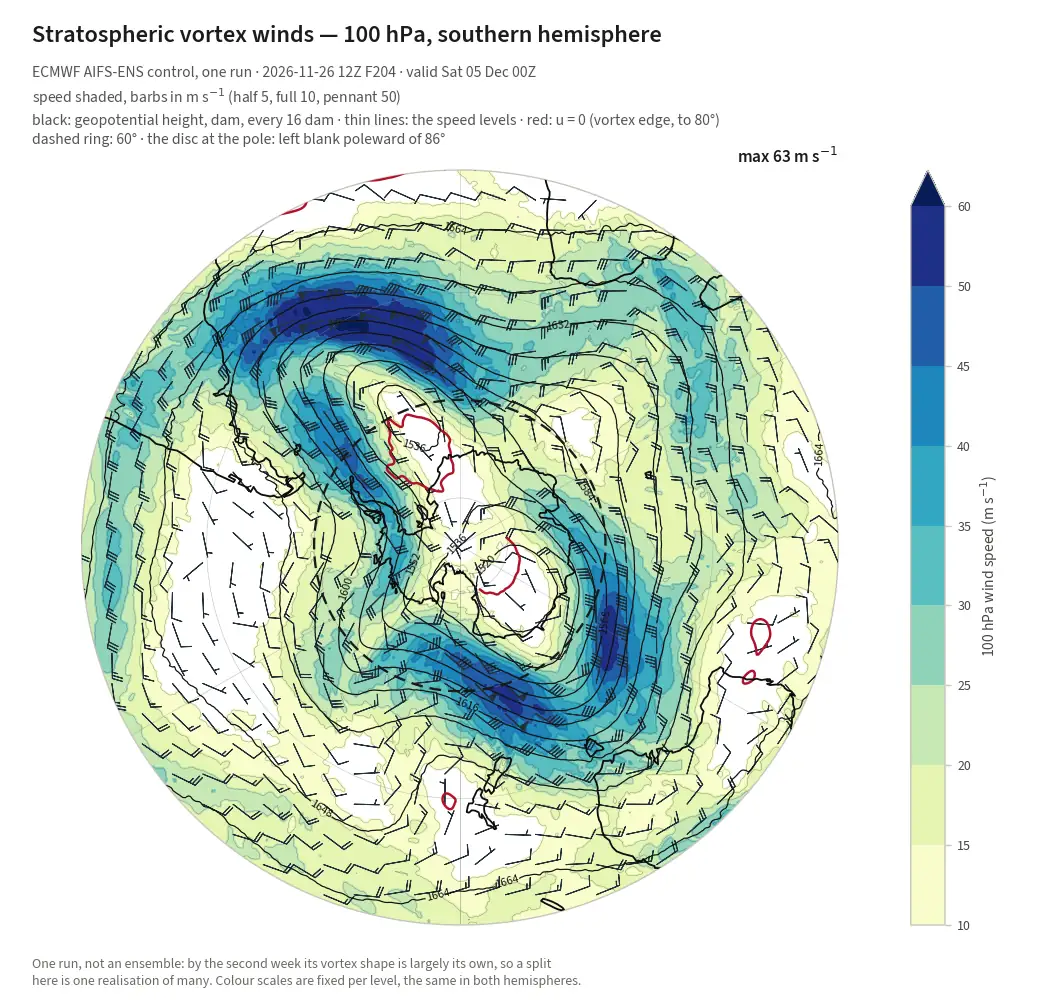 Stratospheric vortex winds — 100 hPa, southern hemisphere
ECMWF AIFS-ENS control, one run · 2026-11-26 12Z F204 · valid Sat 05 Dec 00Z
speed shaded, barbs in m s⁻¹ (half 5, full 10, pennant 50)
black: geopotential height, dam, every 16 dam · thin lines: the speed levels · red: u = 0 (vortex edge, to 80°)
dashed ring: 60° · the disc at the pole: left blank poleward of 86°
max 63 m s⁻¹
1664
1632
1536
1664
1584
1536
1520
1552
1600
1568
1616
1648
1664
1664
60
50
45
40
35
30
25
20
15
10
100 hPa wind speed (m s⁻¹)
One run, not an ensemble: by the second week its vortex shape is largely its own, so a split
here is one realisation of many. Colour scales are fixed per level, the same in both hemispheres.